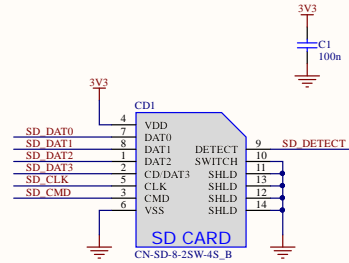 3V3
C1
100n
3V3
CD1
4 VDD
SD_DAT0 7 DAT0
SD_DAT1 8 DAT1 DETECT 9 SD_DETECT
SD_DAT2 1 DAT2 SWITCH 10
SD_DAT3 2 CD/DAT3 SHLD 11
SD_CLK 5 CLK SHLD 13
SD_CMD 3 CMD SHLD 12
6 VSS SHLD 14
SD CARD
CN-SD-8-2SW-4S_B